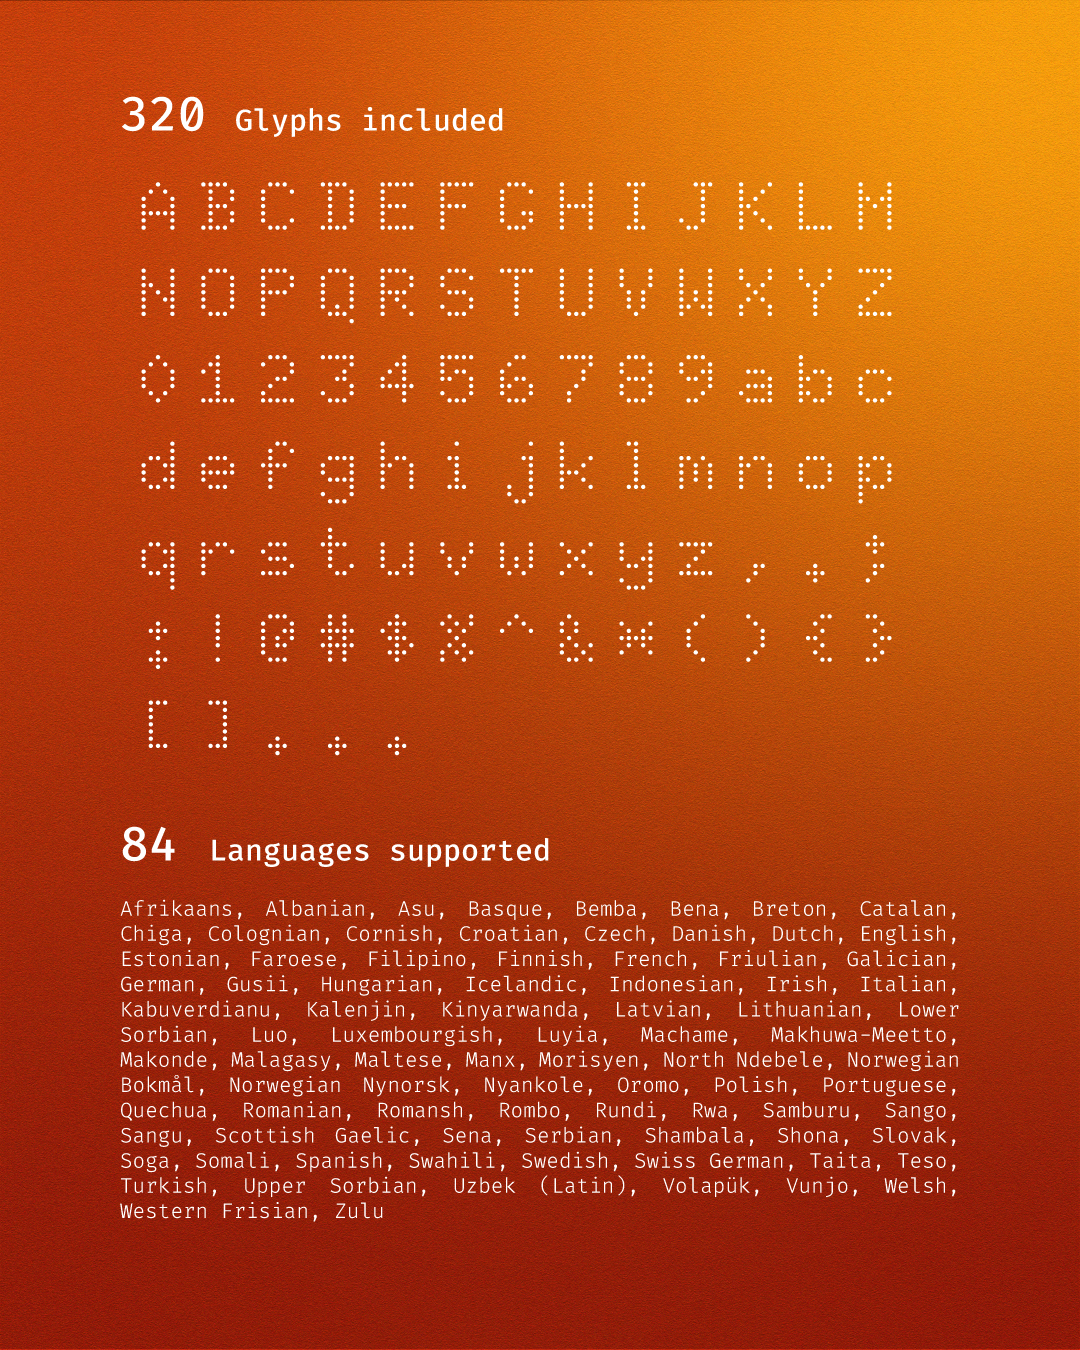 320 Glyphs included
A B C D E F G H I J K L M
N O P Q R S T U V W X Y Z
0 1 2 3 4 5 6 7 8 9 a b c
d e f g h i j k l m n o p
q r s t u v w x y z , . ;
: ! @ # $ % ^ & * ( ) { }
[ ] . . .
84 Languages supported
Afrikaans, Albanian, Asu, Basque, Bemba, Bena, Breton, Catalan,
Chiga, Colognian, Cornish, Croatian, Czech, Danish, Dutch, English,
Estonian, Faroese, Filipino, Finnish, French, Friulian, Galician,
German, Gusii, Hungarian, Icelandic, Indonesian, Irish, Italian,
Kabuverdianu, Kalenjin, Kinyarwanda, Latvian, Lithuanian, Lower
Sorbian, Luo, Luxembourgish, Luyia, Machame, Makhuwa-Meetto,
Makonde, Malagasy, Maltese, Manx, Morisyen, North Ndebele, Norwegian
Bokmål, Norwegian Nynorsk, Nyankole, Oromo, Polish, Portuguese,
Quechua, Romanian, Romansh, Rombo, Rundi, Rwa, Samburu, Sango,
Sangu, Scottish Gaelic, Sena, Serbian, Shambala, Shona, Slovak,
Soga, Somali, Spanish, Swahili, Swedish, Swiss German, Taita, Teso,
Turkish, Upper Sorbian, Uzbek (Latin), Volapük, Vunjo, Welsh,
Western Frisian, Zulu